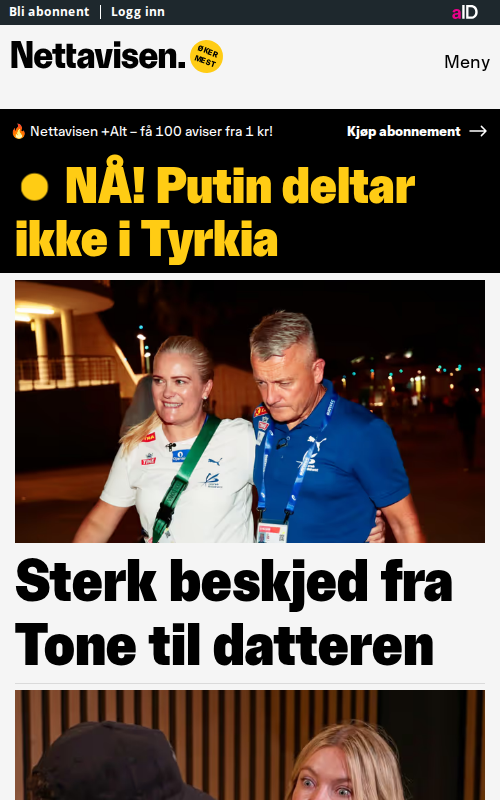 Bli abonnent | Logg inn
aID
Nettavisen.
ØKER
MEST
Meny
🔥 Nettavisen +Alt – få 100 aviser fra 1 kr!
Kjøp abonnement →
NÅ! Putin deltar
ikke i Tyrkia
Sterk beskjed fra
Tone til datteren